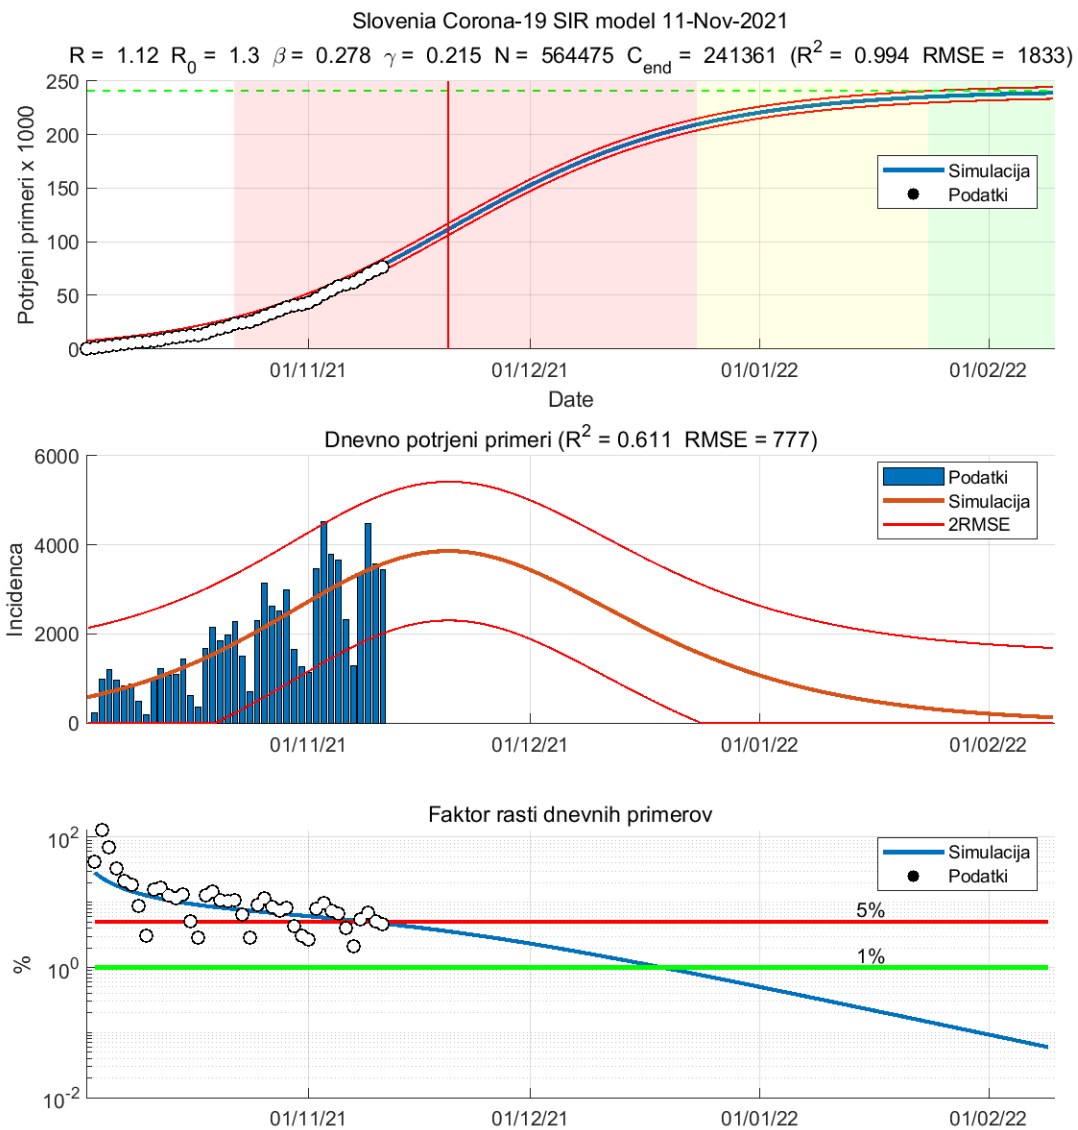 Slovenia Corona-19 SIR model 11-Nov-2021
R = 1.12 R0 = 1.3 β = 0.278 γ = 0.215 N = 564475 Cend = 241361 (R2 = 0.994 RMSE = 1833)
Potrjeni primeri x 1000
250
200
150
100
50
0
Simulacija
Podatki
01/11/21 01/12/21 01/01/22 01/02/22
Date
Dnevno potrjeni primeri (R2 = 0.611 RMSE = 777)
Incidenca
6000
4000
2000
0
Podatki
Simulacija
2RMSE
01/11/21 01/12/21 01/01/22 01/02/22
Faktor rasti dnevnih primerov
%
10^2
10^0
10^-2
Simulacija
Podatki
5%
1%
01/11/21 01/12/21 01/01/22 01/02/22